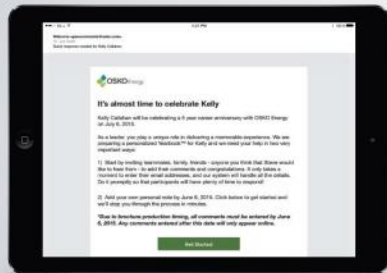 3:21 PM
Kelly Callahan
OSKO Energy
It's almost time to celebrate Kelly
Kelly Callahan will be celebrating a 5 year career anniversary with OSKO Energy
on July 6, 2015.
As a leader you play a unique role in delivering a memorable experience. We are
preparing a personalized Yearbook™ for Kelly and we need your help in two very
important ways:
1) Start by inviting teammates, family, friends - anyone you think that Steve would
like to hear from - to add their comments and congratulations. It only takes a
moment to enter their email addresses, and our system will handle all the details.
Do it promptly so that participants will have plenty of time to respond!
2) Add your own personal note by June 6, 2015. Click below to get started and
we'll step you through the process in minutes.
*Due to brochure production timing, all comments must be entered by June
6, 2015. Any comments entered after this date will only appear online.
Get Started